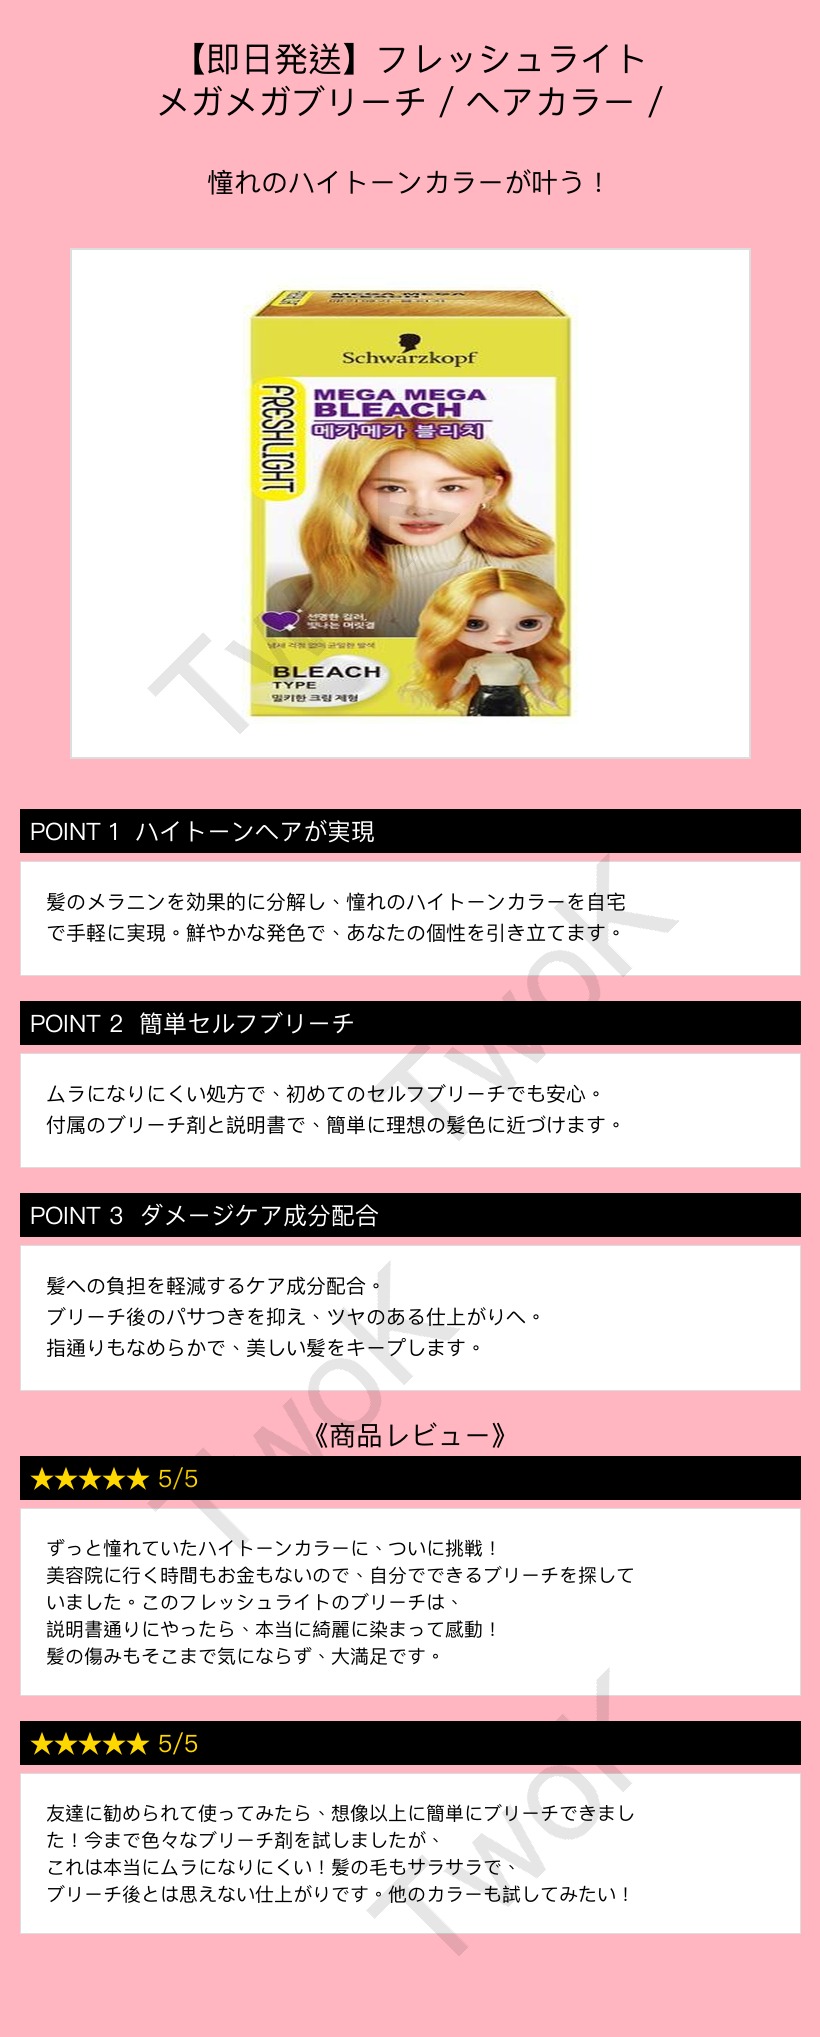 【即日発送】フレッシュライト
メガメガブリーチ / ヘアカラー /
憧れのハイトーンカラーが叶う！
MEGA MEGA
BLEACH
메가메가 블리치
Schwarzkopf
FRESHLIGHT
MEGA MEGA
BLEACH
메가메가 블리치
선명한 컬러,
빛나는 머릿결
냄새 걱정 없이 균일한 탈색
BLEACH
TYPE
밀키한 크림 제형
TwoK
POINT 1 ハイトーンヘアが実現
髪のメラニンを効果的に分解し、憧れのハイトーンカラーを自宅
で手軽に実現。鮮やかな発色で、あなたの個性を引き立てます。
TwoK
POINT 2 簡単セルフブリーチ
ムラになりにくい処方で、初めてのセルフブリーチでも安心。
付属のブリーチ剤と説明書で、簡単に理想の髪色に近づけます。
POINT 3 ダメージケア成分配合
髪への負担を軽減するケア成分配合。
ブリーチ後のパサつきを抑え、ツヤのある仕上がりへ。
指通りもなめらかで、美しい髪をキープします。
TwoK
《商品レビュー》
★★★★★ 5/5
ずっと憧れていたハイトーンカラーに、ついに挑戦！
美容院に行く時間もお金もないので、自分でできるブリーチを探して
いました。このフレッシュライトのブリーチは、
説明書通りにやったら、本当に綺麗に染まって感動！
髪の傷みもそこまで気にならず、大満足です。
★★★★★ 5/5
友達に勧められて使ってみたら、想像以上に簡単にブリーチできまし
た！今まで色々なブリーチ剤を試しましたが、
これは本当にムラになりにくい！髪の毛もサラサラで、
ブリーチ後とは思えない仕上がりです。他のカラーも試してみたい！
TwoK